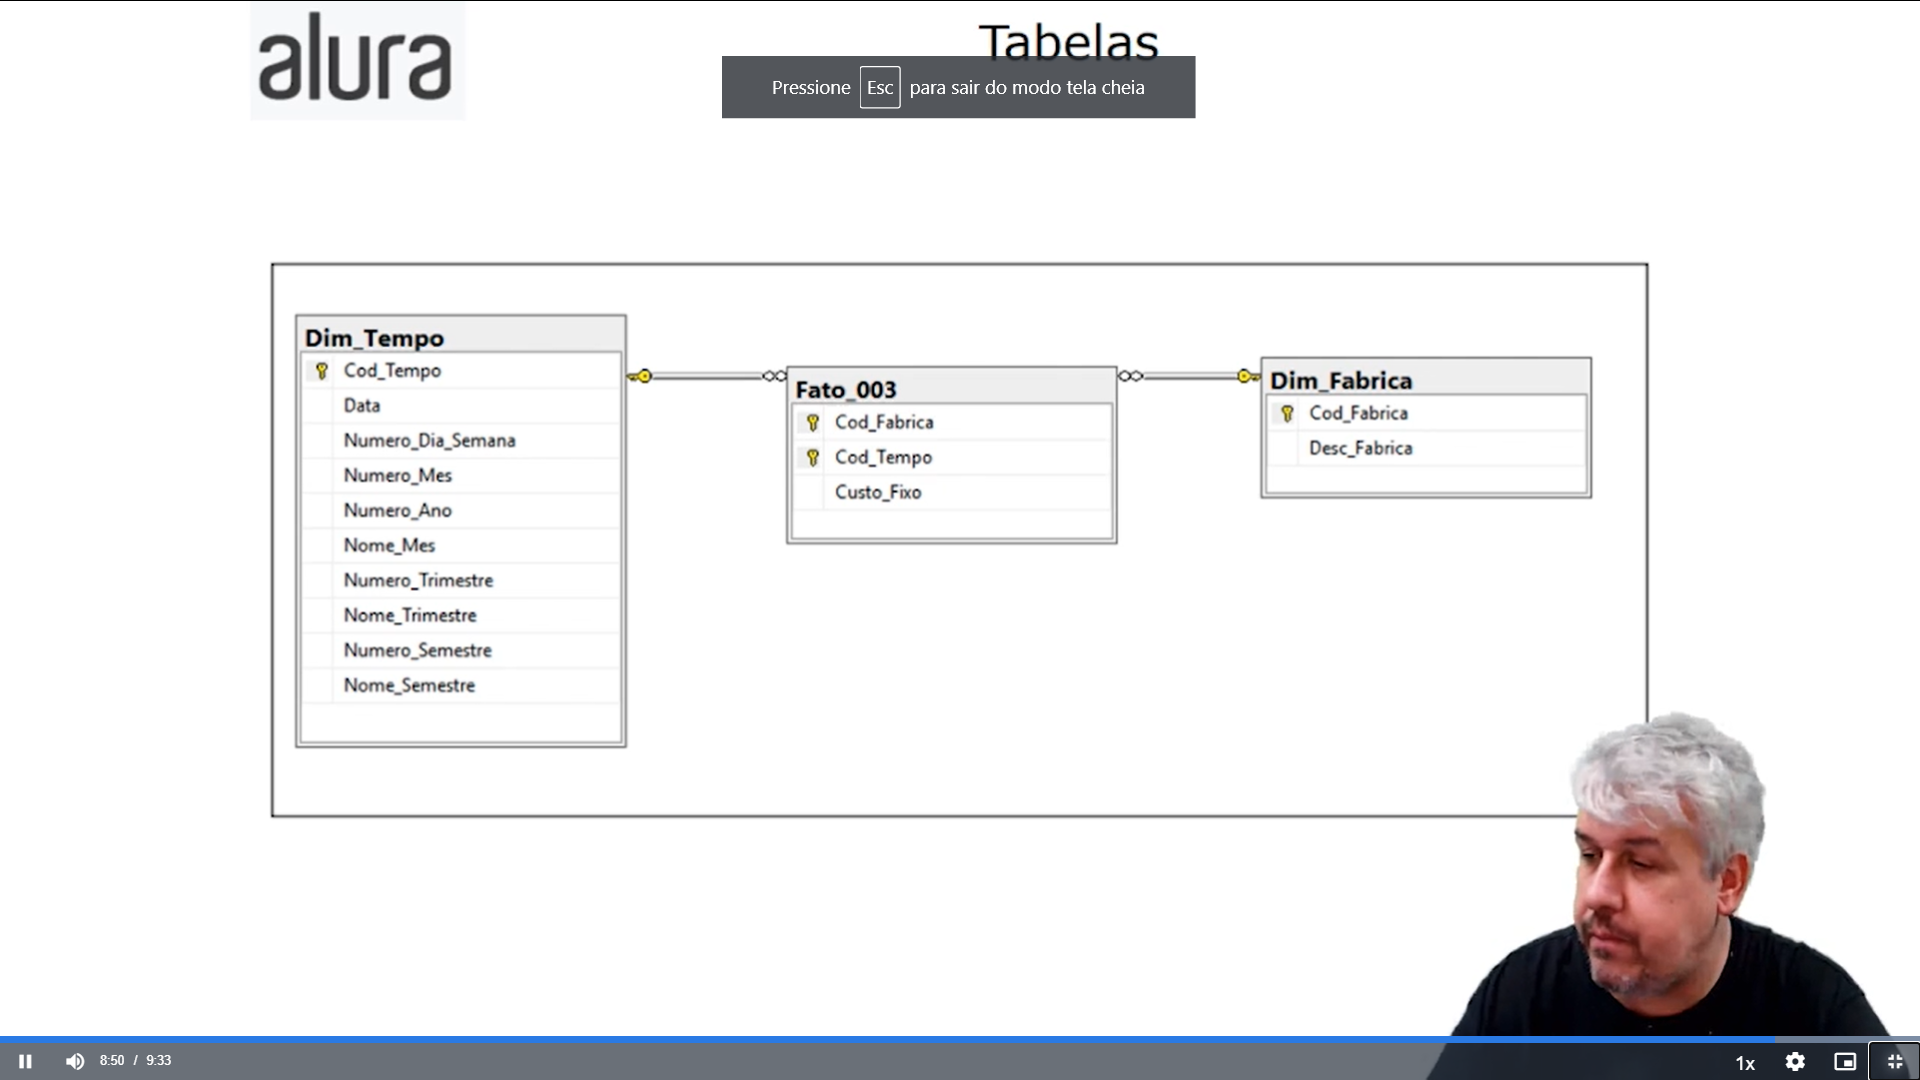 alura
Tabelas
Pressione Esc para sair do modo tela cheia
Dim_Tempo
Cod_Tempo
Data
Numero_Dia_Semana
Numero_Mes
Numero_Ano
Nome_Mes
Numero_Trimestre
Nome_Trimestre
Numero_Semestre
Nome_Semestre
Fato_003
Cod_Fabrica
Cod_Tempo
Custo_Fixo
Dim_Fabrica
Cod_Fabrica
Desc_Fabrica
8:50 / 9:33
1x